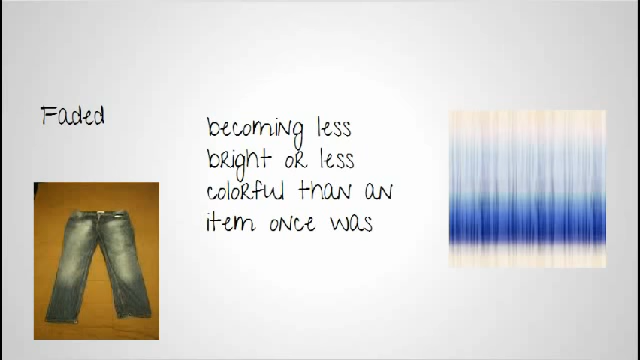 Faded
becoming less
bright or less
colorful than an
item once was